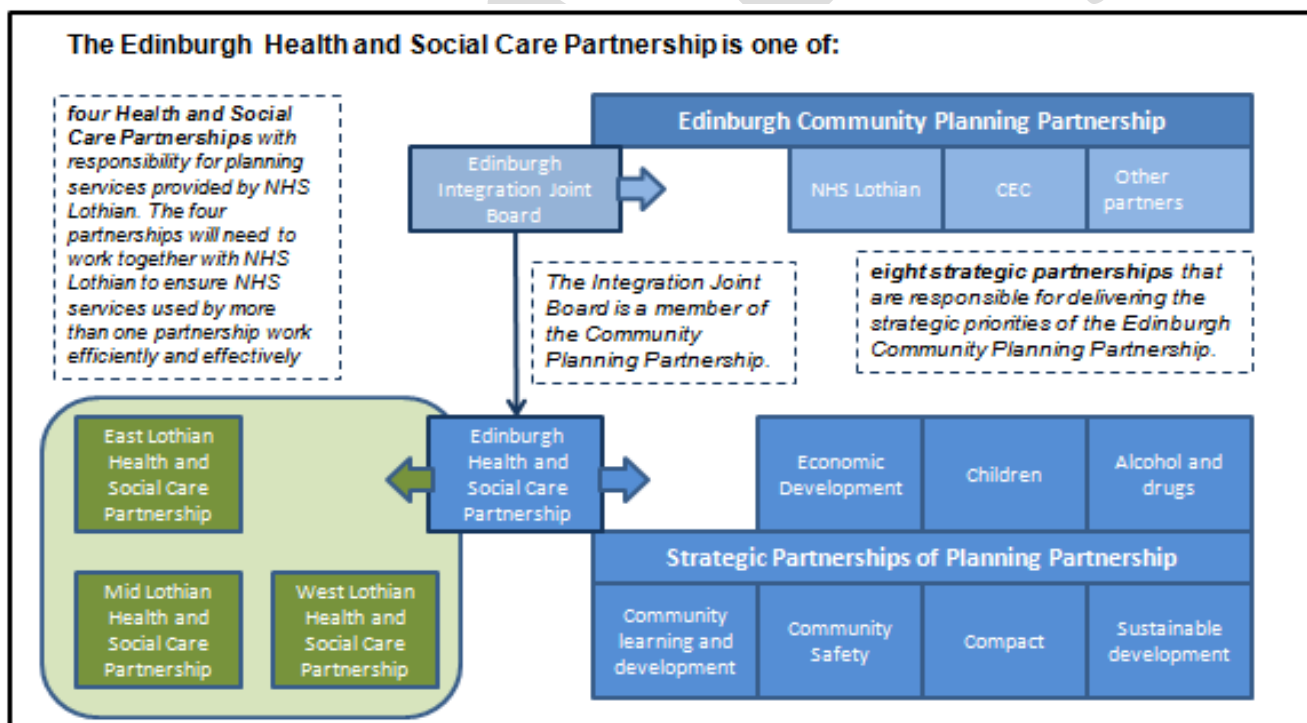 The Edinburgh Health and Social Care Partnership is one of:
four Health and Social
Care Partnerships with
responsibility for planning
services provided by NHS
Lothian. The four
partnerships will need to
work together with NHS
Lothian to ensure NHS
services used by more
than one partnership work
efficiently and effectively
Edinburgh Community Planning Partnership
Edinburgh
Integration Joint
Board
NHS Lothian
CEC
Other
partners
The Integration Joint
Board is a member of
the Community
Planning Partnership.
eight strategic partnerships that
are responsible for delivering the
strategic priorities of the Edinburgh
Community Planning Partnership.
East Lothian
Health and
Social Care
Partnership
Edinburgh
Health and
Social Care
Partnership
Economic
Development
Children
Alcohol and
drugs
Strategic Partnerships of Planning Partnership
Mid Lothian
Health and
Social Care
Partnership
West Lothian
Health and
Social Care
Partnership
Community
learning and
development
Community
Safety
Compact
Sustainable
development